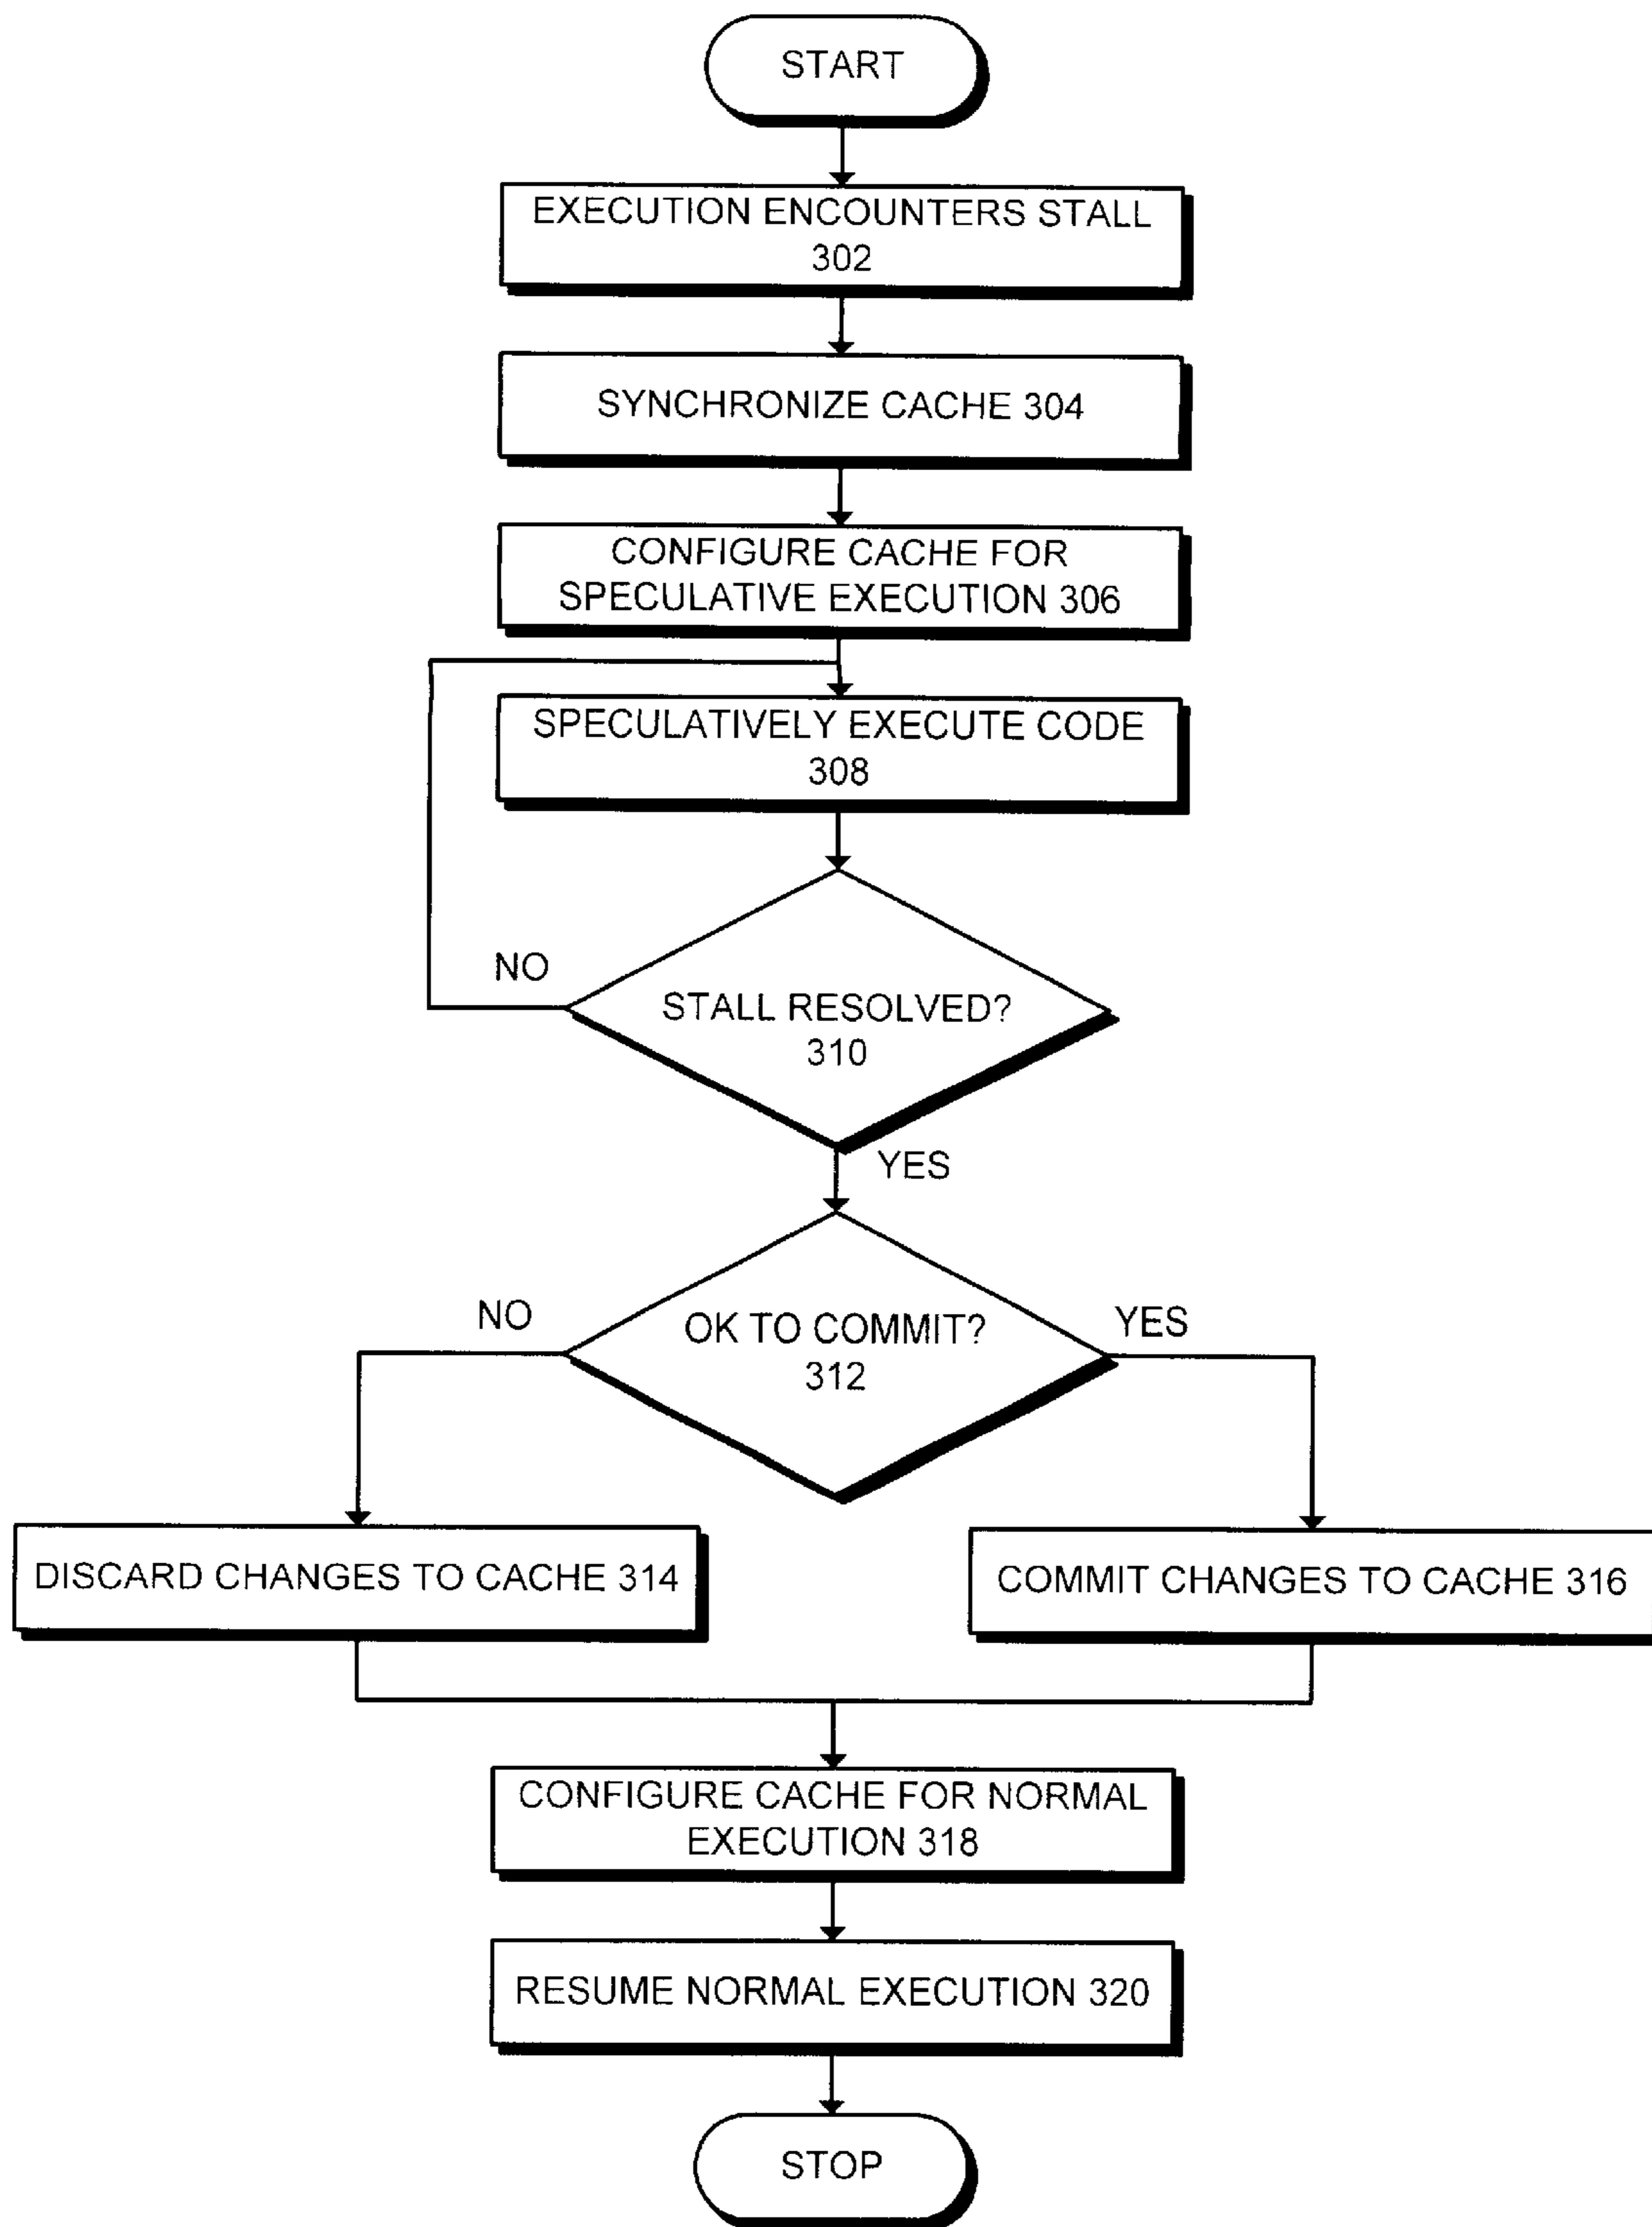 START
EXECUTION ENCOUNTERS STALL
302
SYNCHRONIZE CACHE 304
CONFIGURE CACHE FOR
SPECULATIVE EXECUTION 306
SPECULATIVELY EXECUTE CODE
308
NO
STALL RESOLVED?
310
YES
NO
OK TO COMMIT?
312
YES
DISCARD CHANGES TO CACHE 314
COMMIT CHANGES TO CACHE 316
CONFIGURE CACHE FOR NORMAL
EXECUTION 318
RESUME NORMAL EXECUTION 320
STOP